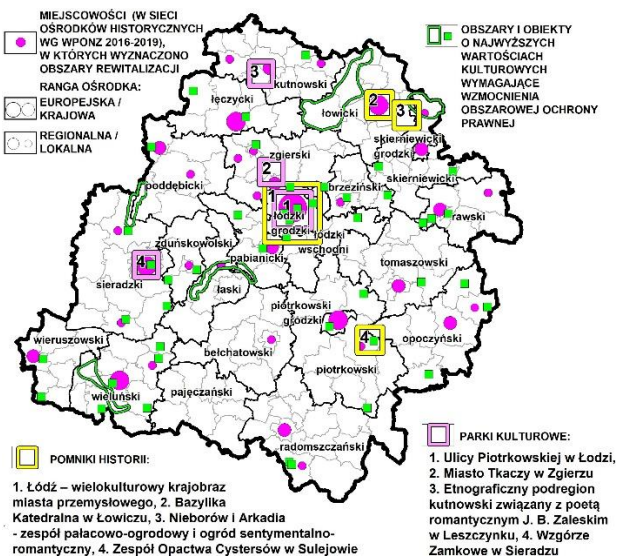 MIEJSCOWOŚCI (W SIECI
OŚRODKÓW HISTORYCZNYCH
WG WPONZ 2016-2019),
W KTÓRYCH WYZNACZONO
OBSZARY REWITALIZACJI
RANGA OŚRODKA:
EUROPEJSKA /
KRAJOWA
REGIONALNA /
LOKALNA
OBSZARY I OBIEKTY
O NAJWYŻSZYCH
WARTOŚCIACH
KULTUROWYCH
WYMAGAJĄCE
WZMOCNIENIA
OBSZAROWEJ OCHRONY
PRAWNEJ
3
kutnowski
łęczycki
łowicki
2
3
skierniewicki
grodzki
skierniewicki
zgierski
2
brzeziński
poddębicki
1
1
łódzki
grodzki
łódzki
wschodni
rawski
zduńskowolski
pabianicki
4
sieradzki
łaski
tomaszowski
piotrkowski
grodzki
opoczyński
4
wieruszowski
bełchatowski
piotrkowski
wieluński
pajęczański
radomszczański
POMNIKI HISTORII:
1. Łódź – wielokulturowy krajobraz
miasta przemysłowego, 2. Bazylika
Katedralna w Łowiczu, 3. Nieborów i Arkadia
- zespół pałacowo-ogrodowy i ogród sentymentalno-
romantyczny, 4. Zespół Opactwa Cystersów w Sulejowie
PARKI KULTUROWE:
1. Ulicy Piotrkowskiej w Łodzi,
2. Miasto Tkaczy w Zgierzu
3. Etnograficzny podregion
kutnowski związany z poetą
romantycznym J. B. Zaleskim
w Leszczynku, 4. Wzgórze
Zamkowe w Sieradzu